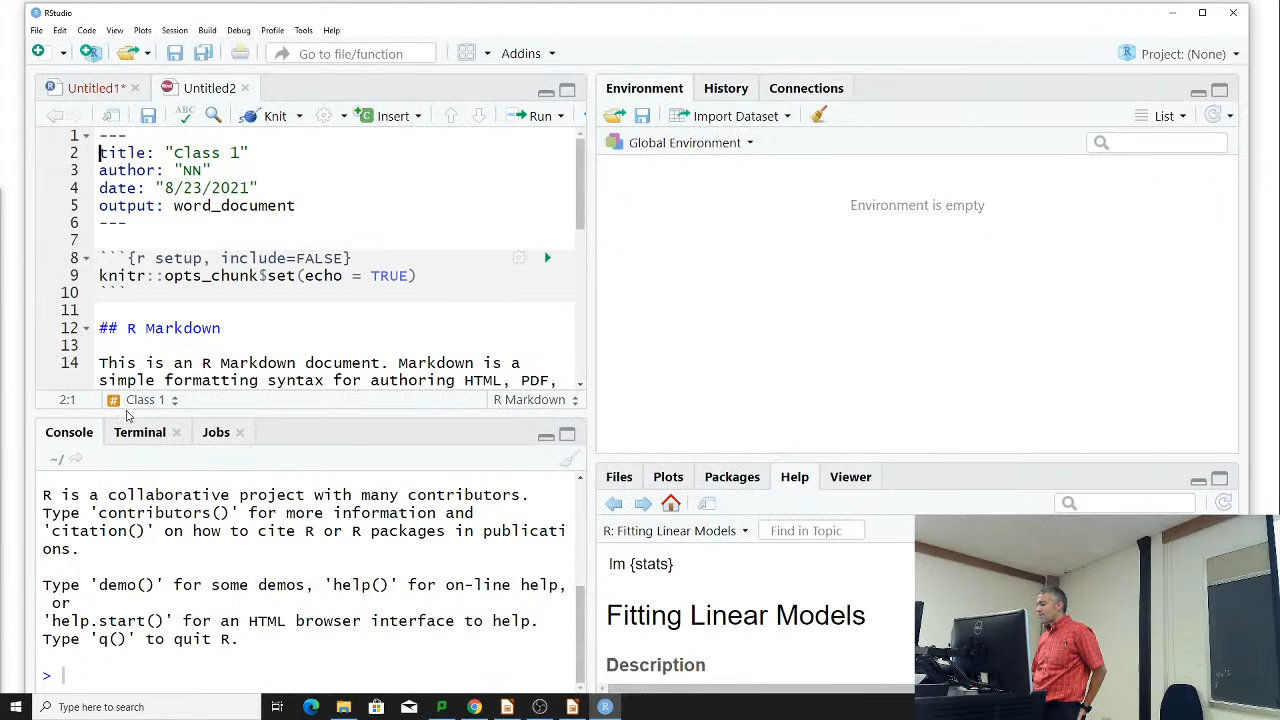 RStudio
File Edit Code View Plots Session Build Debug Profile Tools Help
Go to file/function Addins Project: (None)
Untitled1* Untitled2
ABC Knit Insert Run
1 ---
2 title: "Class 1"
3 author: "NN"
4 date: "8/23/2021"
5 output: word_document
6 ---
7
8 ```{r setup, include=FALSE}
9 knitr::opts_chunk$set(echo = TRUE)
10 ```
11
12 ## R Markdown
13
14 This is an R Markdown document. Markdown is a
simple formatting syntax for authoring HTML, PDF,
2:1 # Class 1 R Markdown
Console Terminal Jobs
~/
R is a collaborative project with many contributors.
Type 'contributors()' for more information and
'citation()' on how to cite R or R packages in publicati
ons.
Type 'demo()' for some demos, 'help()' for on-line help,
or
'help.start()' for an HTML browser interface to help.
Type 'q()' to quit R.
>
Environment History Connections
Import Dataset List
Global Environment
Environment is empty
Files Plots Packages Help Viewer
R: Fitting Linear Models Find in Topic
lm {stats}
Fitting Linear Models
Description
Type here to search